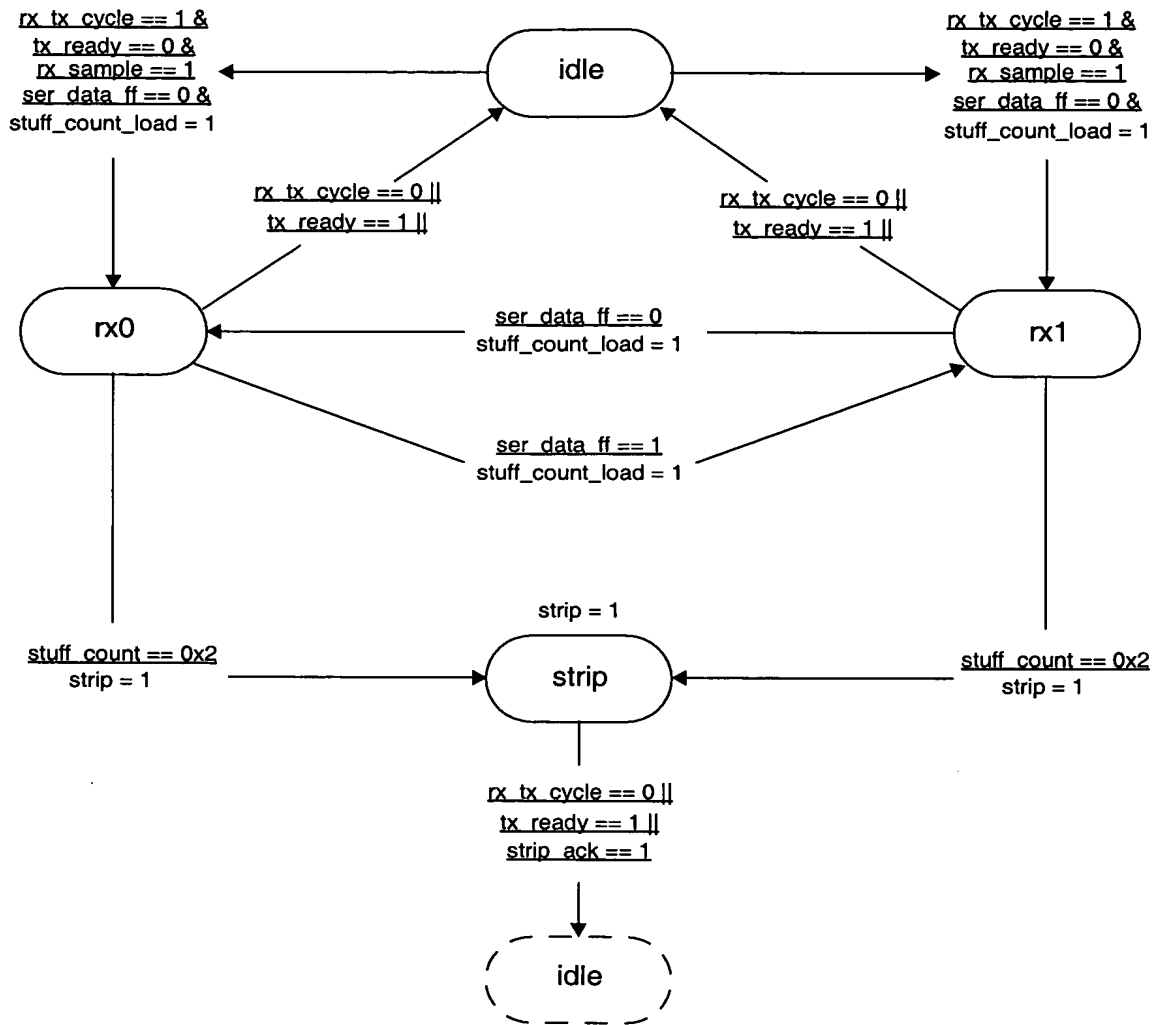 rx_tx_cycle == 1 &
tx_ready == 0 &
rx_sample == 1
ser_data_ff == 0 &
stuff_count_load = 1
idle
rx_tx_cycle == 1 &
tx_ready == 0 &
rx_sample == 1
ser_data_ff == 0 &
stuff_count_load = 1
rx_tx_cycle == 0 ||
tx_ready == 1 ||
rx_tx_cycle == 0 ||
tx_ready == 1 ||
rx0
ser_data_ff == 0
stuff_count_load = 1
rx1
ser_data_ff == 1
stuff_count_load = 1
strip = 1
stuff_count == 0x2
strip = 1
strip
stuff_count == 0x2
strip = 1
rx_tx_cycle == 0 ||
tx_ready == 1 ||
strip_ack == 1
idle